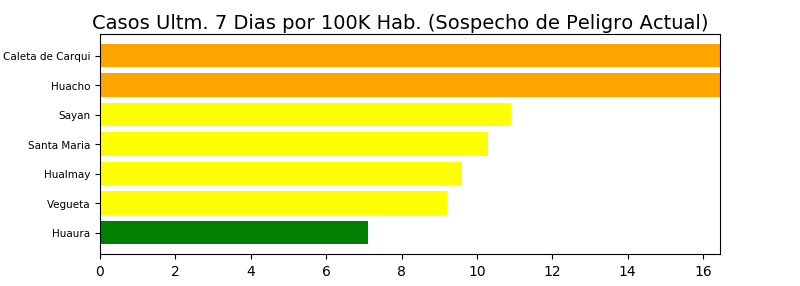 Casos Ultm. 7 Dias por 100K Hab. (Sospecho de Peligro Actual)
Caleta de Carqui
Huacho
Sayan
Santa Maria
Hualmay
Vegueta
Huaura
0 2 4 6 8 10 12 14 16